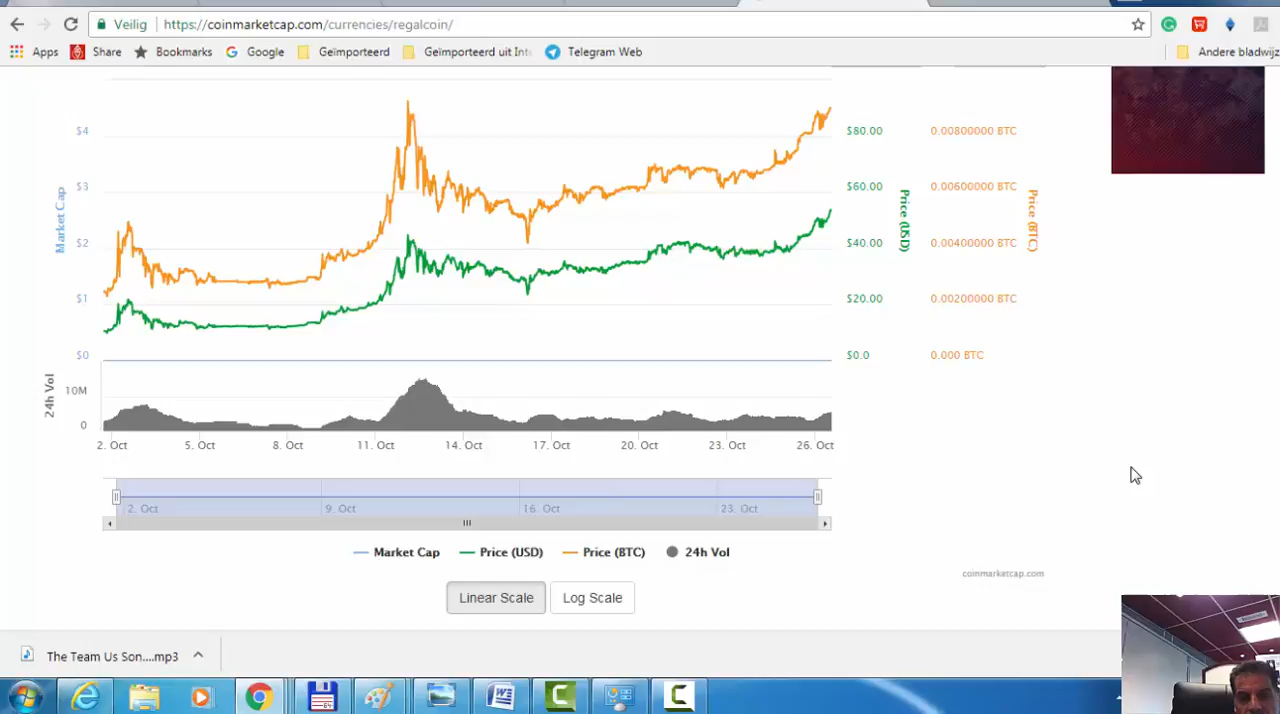 Veilig https://coinmarketcap.com/currencies/regalcoin/
Apps Share Bookmarks Google Geïmporteerd Geïmporteerd uit Int Telegram Web Andere bladwijz
$4 $80.00 0.00800000 BTC
$3 $60.00 0.00600000 BTC
Market Cap
Price (USD)
Price (BTC)
$2 $40.00 0.00400000 BTC
$1 $20.00 0.00200000 BTC
$0 $0.0 0.000 BTC
24h Vol
10M
0
2. Oct 5. Oct 8. Oct 11. Oct 14. Oct 17. Oct 20. Oct 23. Oct 26. Oct
2. Oct 9. Oct 16. Oct 23. Oct
Market Cap Price (USD) Price (BTC) 24h Vol
coinmarketcap.com
Linear Scale Log Scale
The Team Us Son....mp3